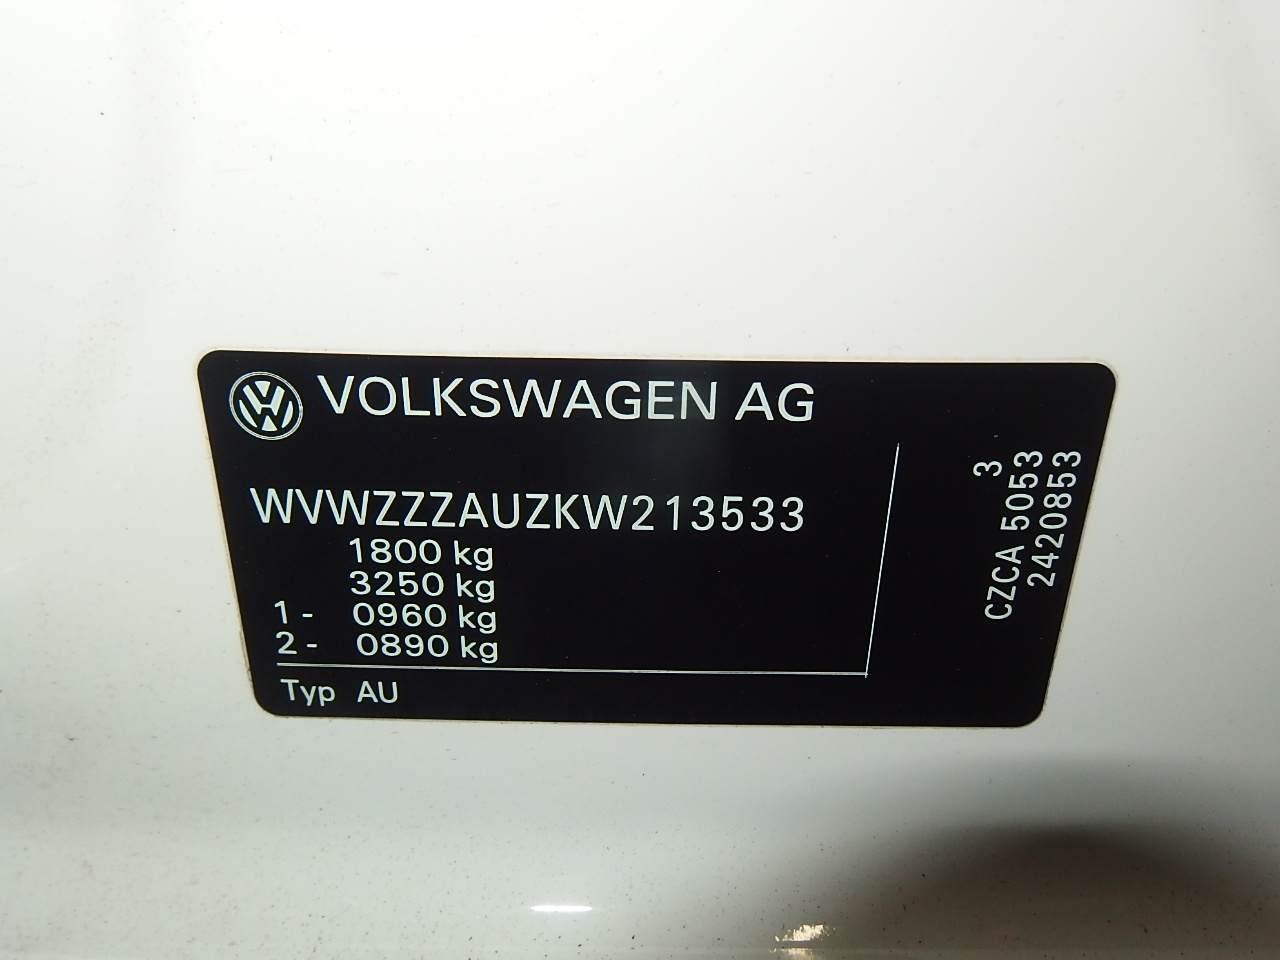 VOLKSWAGEN AG
WVWZZZAUZKW213533
1800 kg
3250 kg
1 - 0960 kg
2 - 0890 kg
Typ AU
3
CZCA 5053
2420853